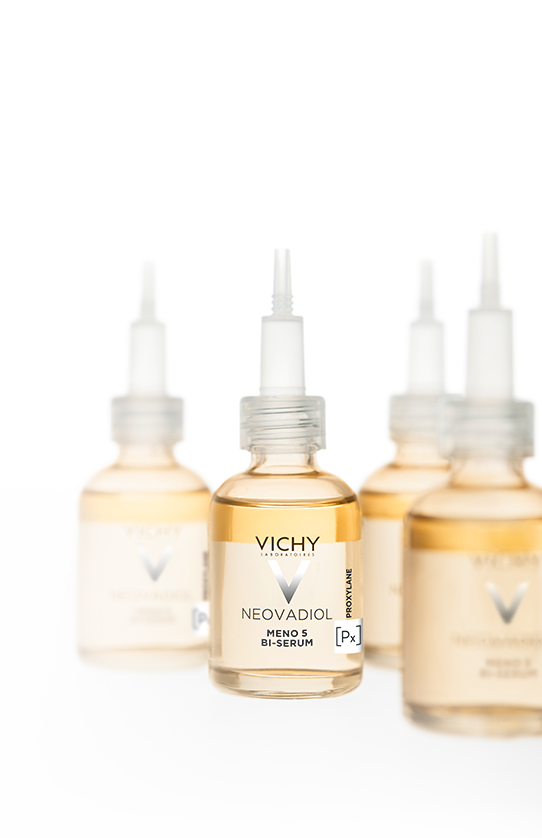 VICHY
LABORATOIRES
NEOVADIOL
MENO 5
BI-SERUM
PROXYLANE
[Px]